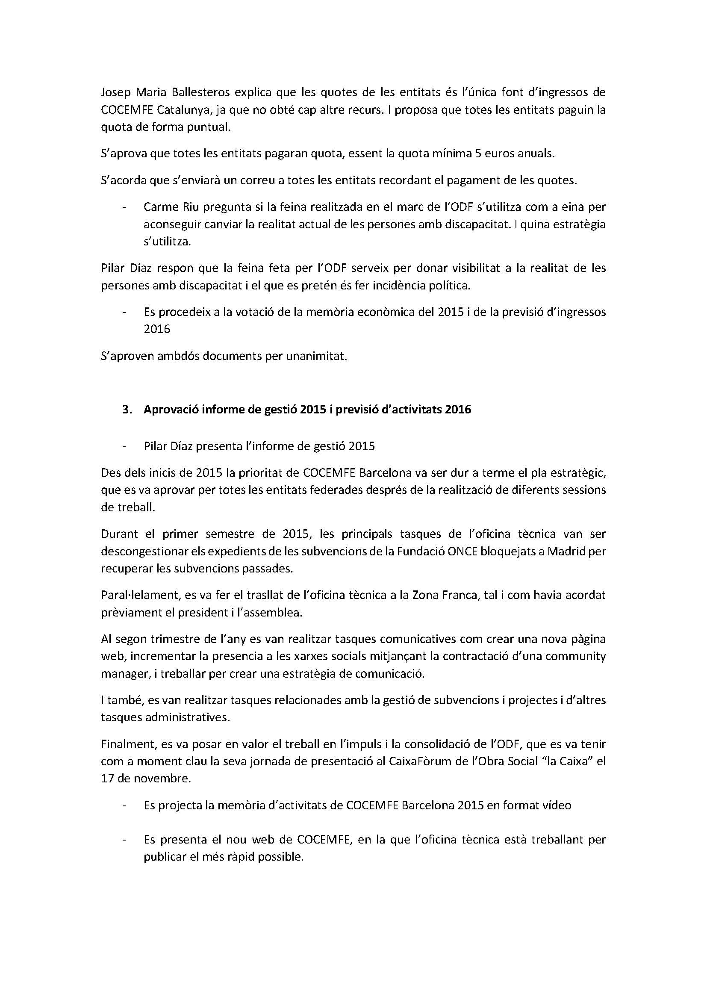 Josep Maria Ballesteros explica que les quotes de les entitats és l’única font d’ingressos de
COCEMFE Catalunya, ja que no obté cap altre recurs. I proposa que totes les entitats paguin la
quota de forma puntual.
S’aprova que totes les entitats pagaran quota, essent la quota mínima 5 euros anuals.
S’acorda que s’enviarà un correu a totes les entitats recordant el pagament de les quotes.
- Carme Riu pregunta si la feina realitzada en el marc de l’ODF s’utilitza com a eina per
aconseguir canviar la realitat actual de les persones amb discapacitat. I quina estratègia
s’utilitza.
Pilar Díaz respon que la feina feta per l’ODF serveix per donar visibilitat a la realitat de les
persones amb discapacitat i el que es pretén és fer incidència política.
- Es procedeix a la votació de la memòria econòmica del 2015 i de la previsió d’ingressos
2016
S’aproven ambdós documents per unanimitat.
3. Aprovació informe de gestió 2015 i previsió d’activitats 2016
- Pilar Díaz presenta l’informe de gestió 2015
Des dels inicis de 2015 la prioritat de COCEMFE Barcelona va ser dur a terme el pla estratègic,
que es va aprovar per totes les entitats federades després de la realització de diferents sessions
de treball.
Durant el primer semestre de 2015, les principals tasques de l’oficina tècnica van ser
descongestionar els expedients de les subvencions de la Fundació ONCE bloquejats a Madrid per
recuperar les subvencions passades.
Paral·lelament, es va fer el trasllat de l’oficina tècnica a la Zona Franca, tal i com havia acordat
prèviament el president i l’assemblea.
Al segon trimestre de l’any es van realitzar tasques comunicatives com crear una nova pàgina
web, incrementar la presencia a les xarxes socials mitjançant la contractació d’una community
manager, i treballar per crear una estratègia de comunicació.
I també, es van realitzar tasques relacionades amb la gestió de subvencions i projectes i d’altres
tasques administratives.
Finalment, es va posar en valor el treball en l’impuls i la consolidació de l’ODF, que es va tenir
com a moment clau la seva jornada de presentació al CaixaFòrum de l’Obra Social “la Caixa” el
17 de novembre.
- Es projecta la memòria d’activitats de COCEMFE Barcelona 2015 en format vídeo
- Es presenta el nou web de COCEMFE, en la que l’oficina tècnica està treballant per
publicar el més ràpid possible.